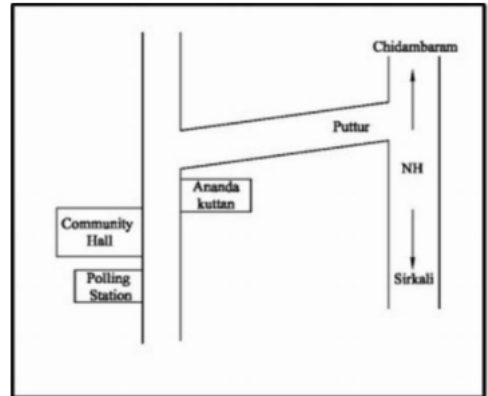 Chidambaram
Puttur
NH
Ananda
kuttan
Community
Hall
Polling
Station
Sirkali